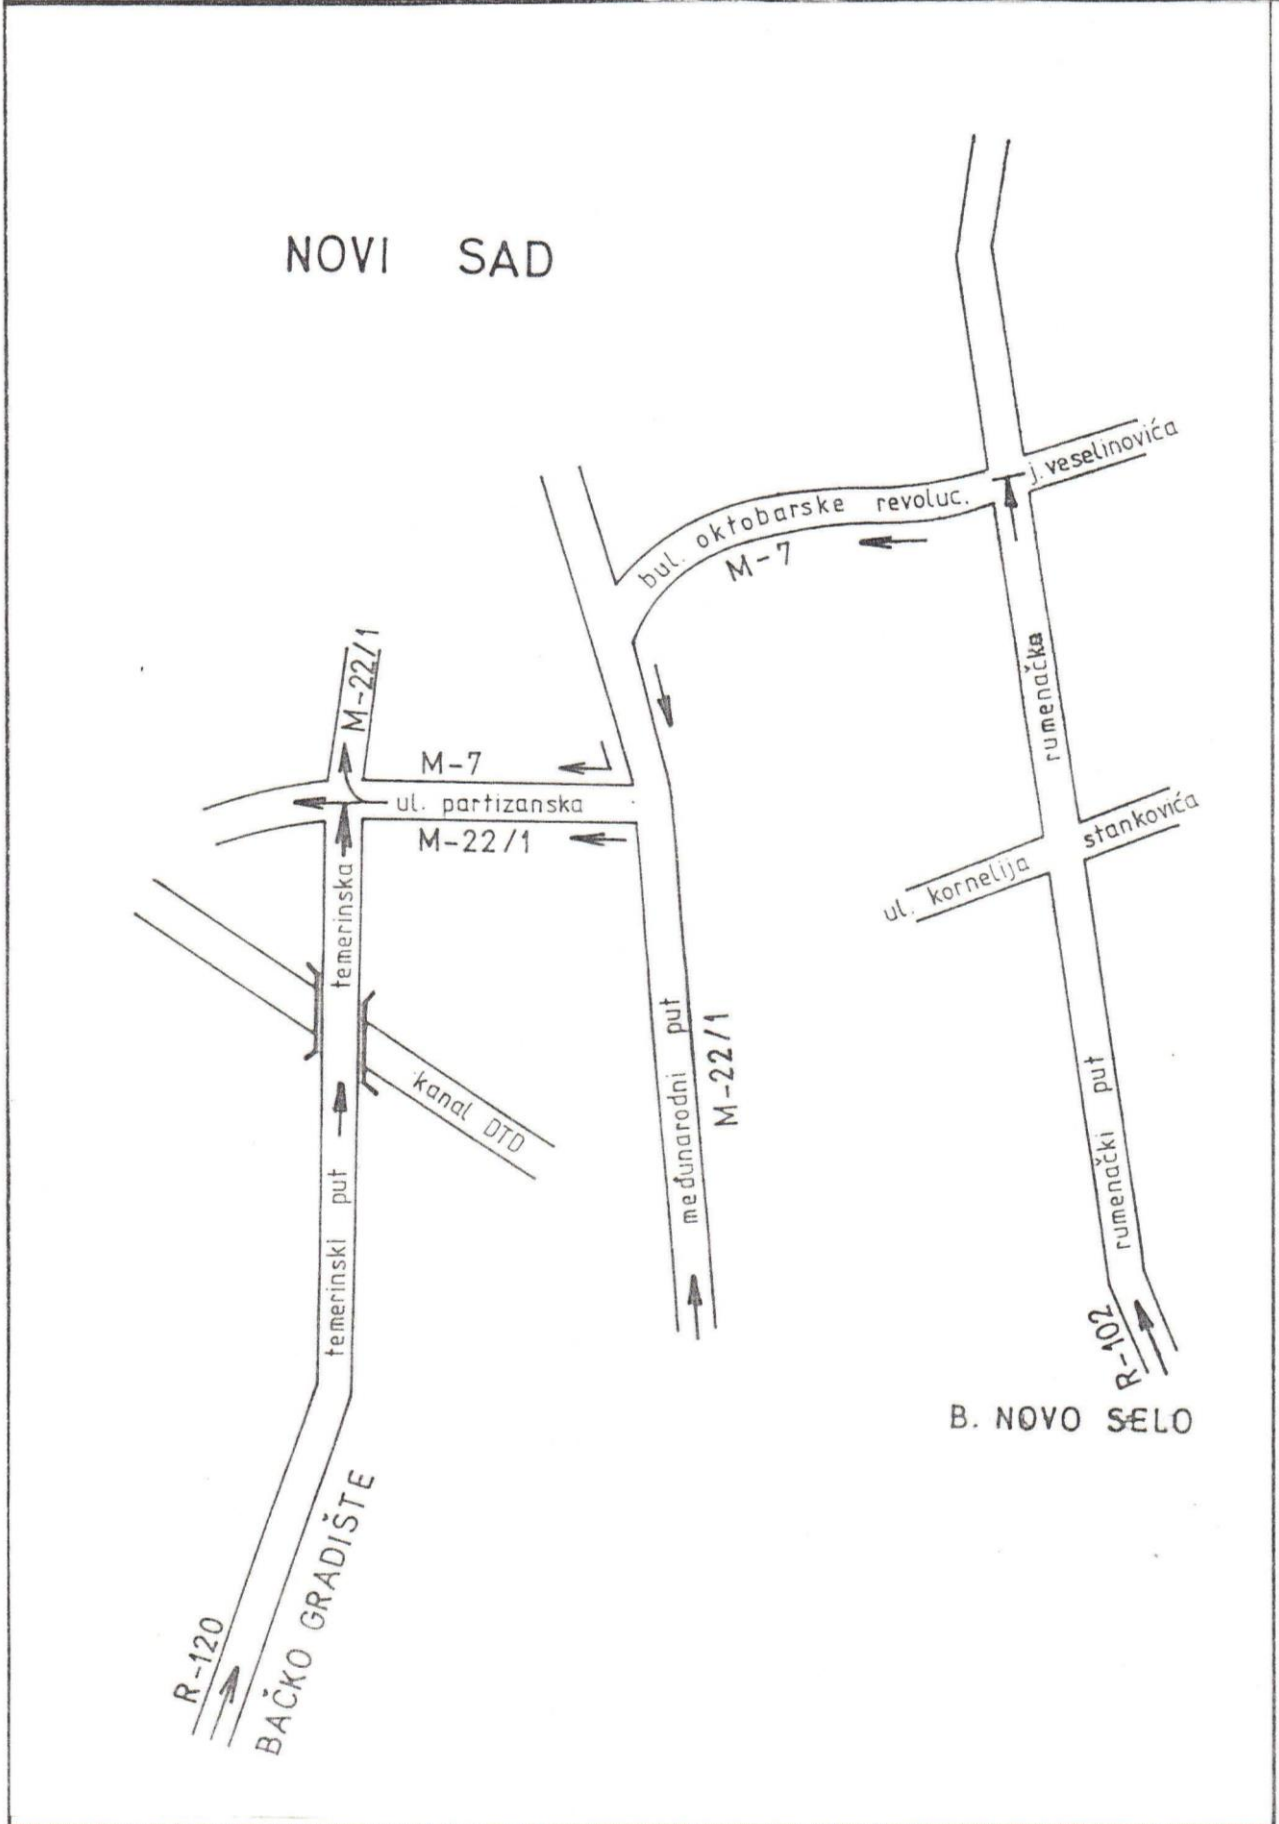 NOVI SAD
j. veselinovića
bul. oktobarske revoluc.
M-7
M-22/1
rumenačka
M-7
ul. partizanska
M-22/1
stankovića
ul. kornelija
temerinska
međunarodni put
M-22/1
kanal DTD
rumenački put
temerinski put
R-102
B. NOVO SELO
BAČKO GRADIŠTE
R-120